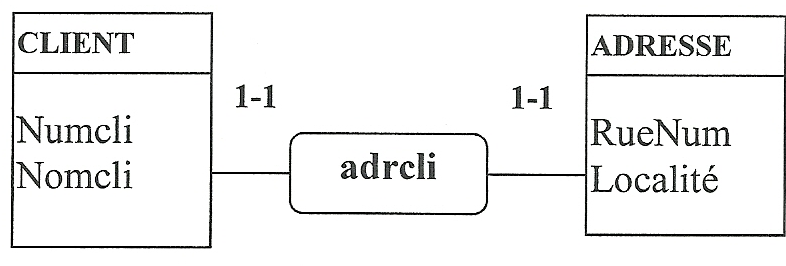 CLIENT
Numcli
Nomcli
1-1
adrcli
1-1
ADRESSE
RueNum
Localité